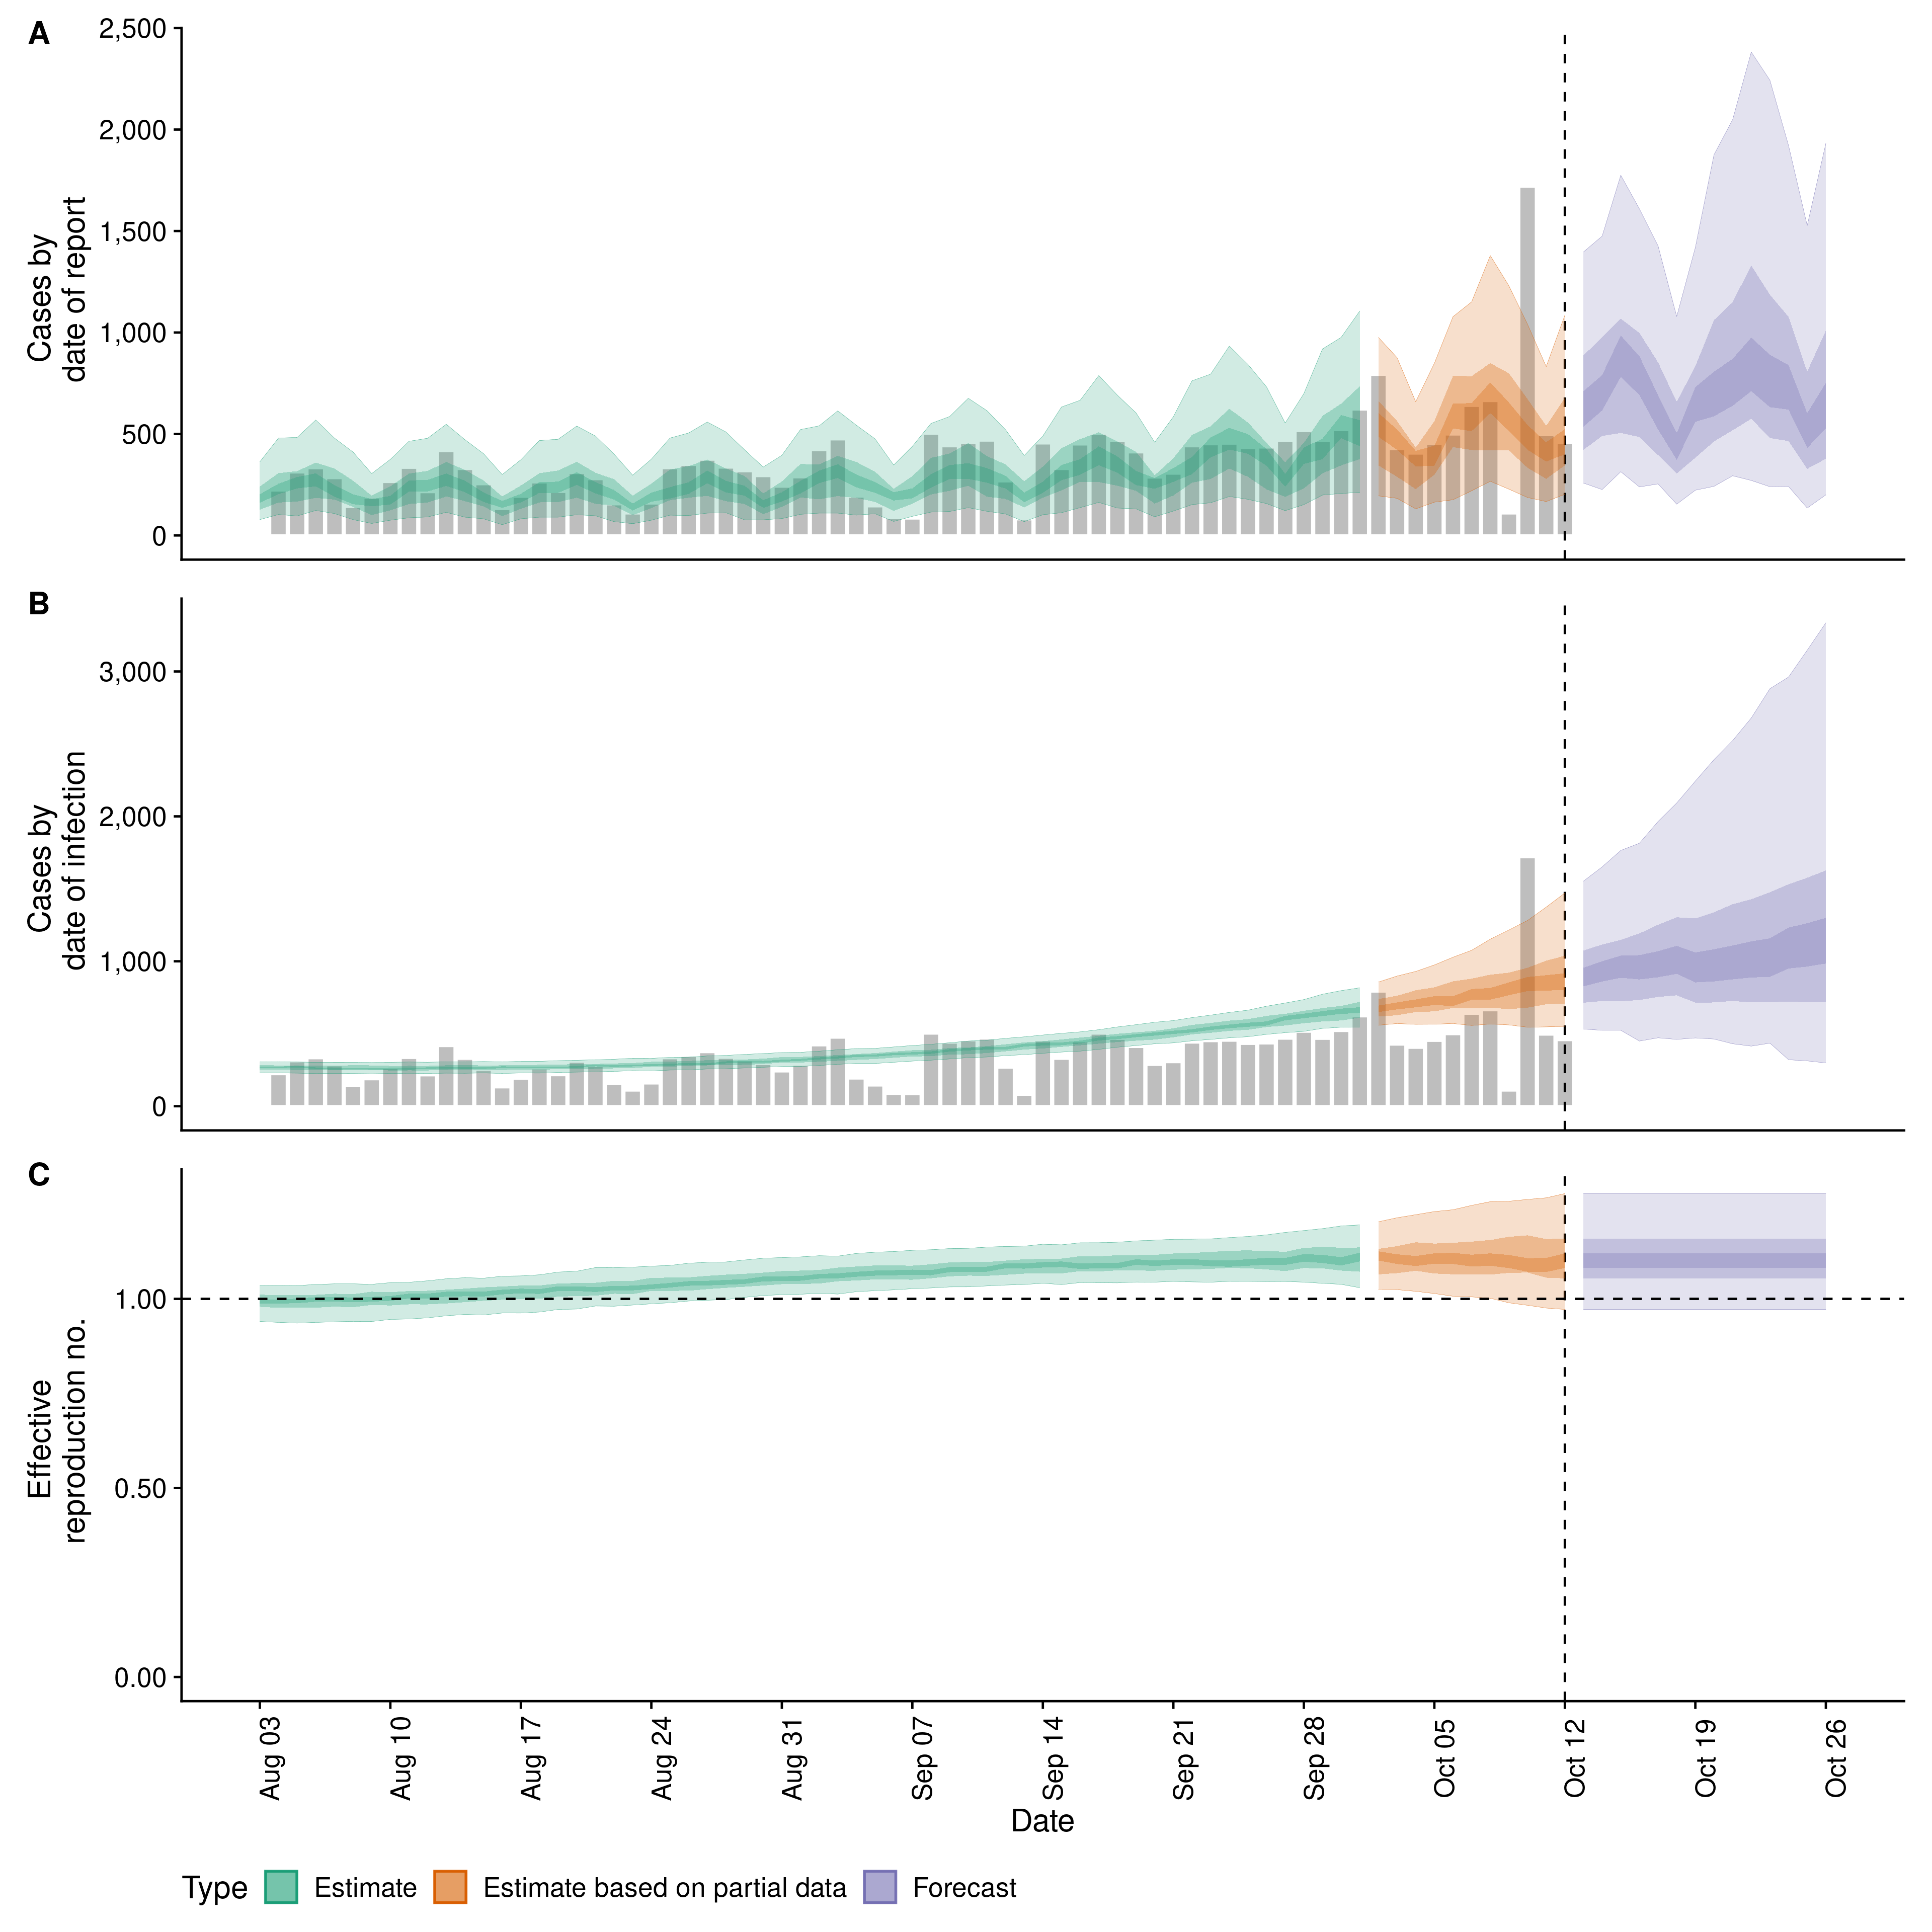 A
2,500
2,000
1,500
1,000
500
0
Cases by
date of report
B
3,000
2,000
1,000
0
Cases by
date of infection
C
1.00
0.50
0.00
Effective
reproduction no.
Aug 03
Aug 10
Aug 17
Aug 24
Aug 31
Sep 07
Sep 14
Sep 21
Sep 28
Oct 05
Oct 12
Oct 19
Oct 26
Date
Type Estimate Estimate based on partial data Forecast